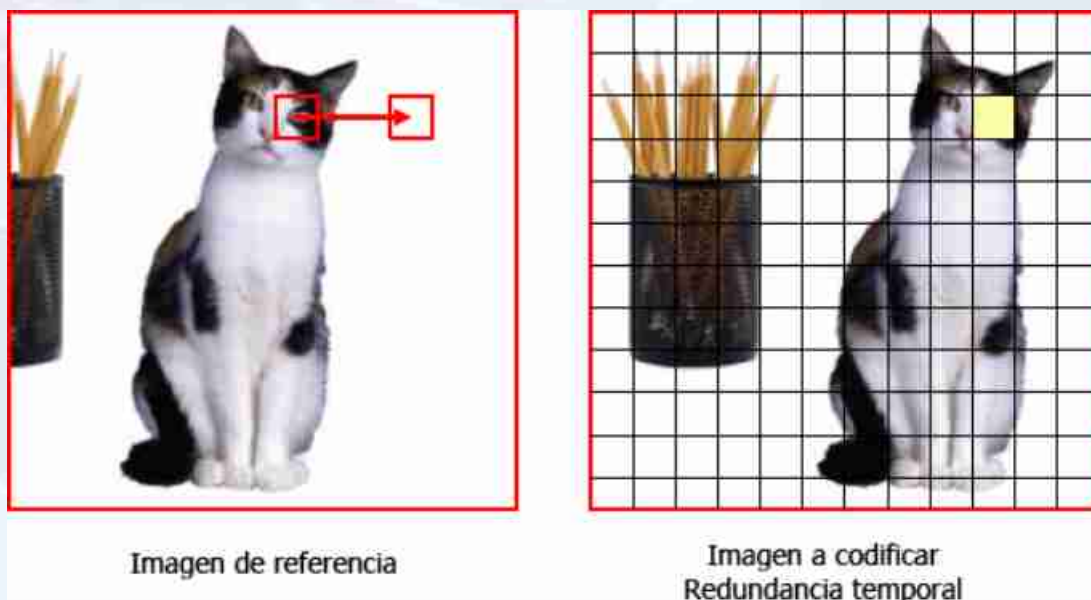 Imagen de referencia
Imagen a codificar
Redundancia temporal